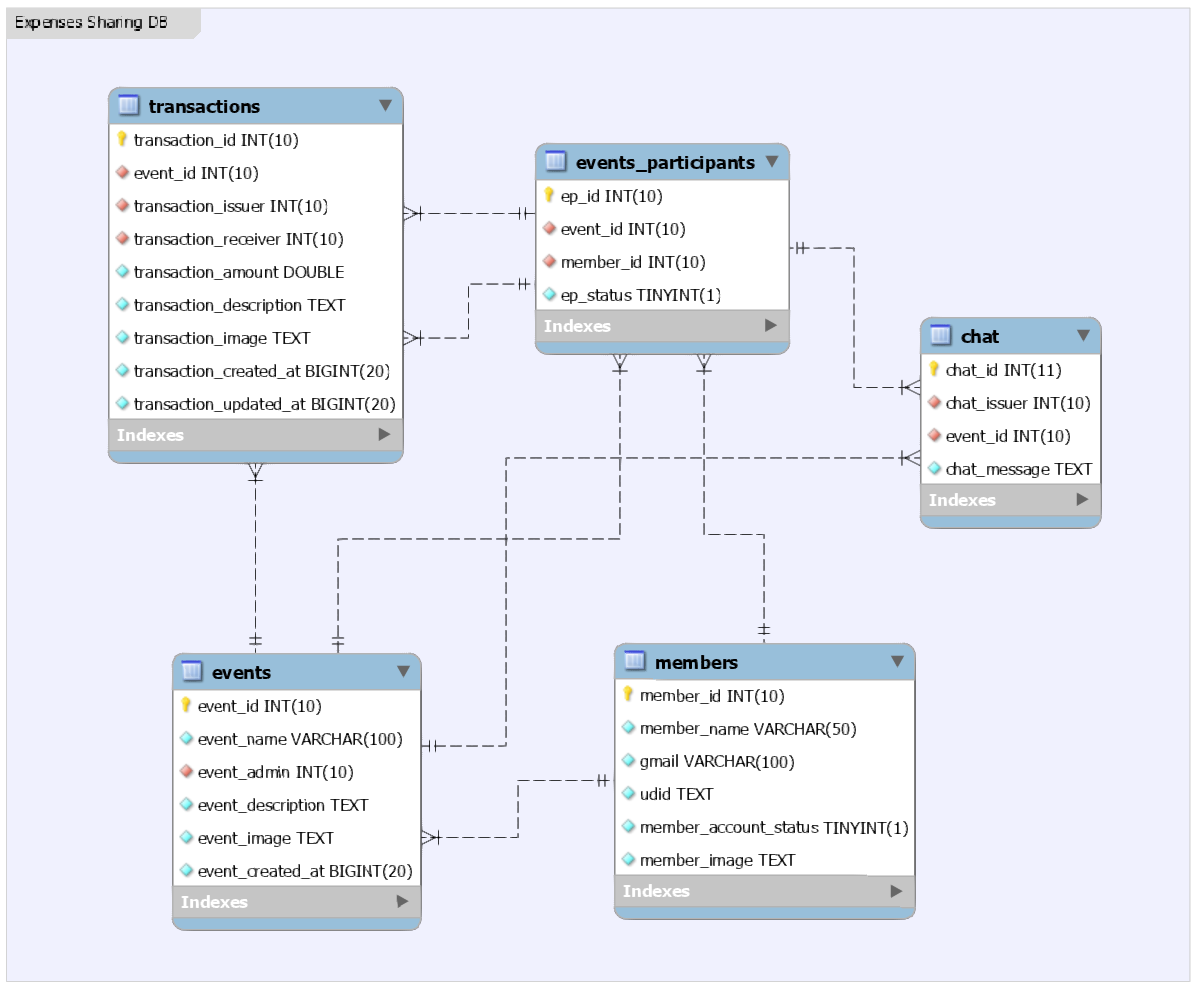 Expenses Sharing DB
transactions
transaction_id INT(10)
event_id INT(10)
transaction_issuer INT(10)
transaction_receiver INT(10)
transaction_amount DOUBLE
transaction_description TEXT
transaction_image TEXT
transaction_created_at BIGINT(20)
transaction_updated_at BIGINT(20)
Indexes
events_participants
ep_id INT(10)
event_id INT(10)
member_id INT(10)
ep_status TINYINT(1)
Indexes
chat
chat_id INT(11)
chat_issuer INT(10)
event_id INT(10)
chat_message TEXT
Indexes
events
event_id INT(10)
event_name VARCHAR(100)
event_admin INT(10)
event_description TEXT
event_image TEXT
event_created_at BIGINT(20)
Indexes
members
member_id INT(10)
member_name VARCHAR(50)
gmail VARCHAR(100)
udid TEXT
member_account_status TINYINT(1)
member_image TEXT
Indexes